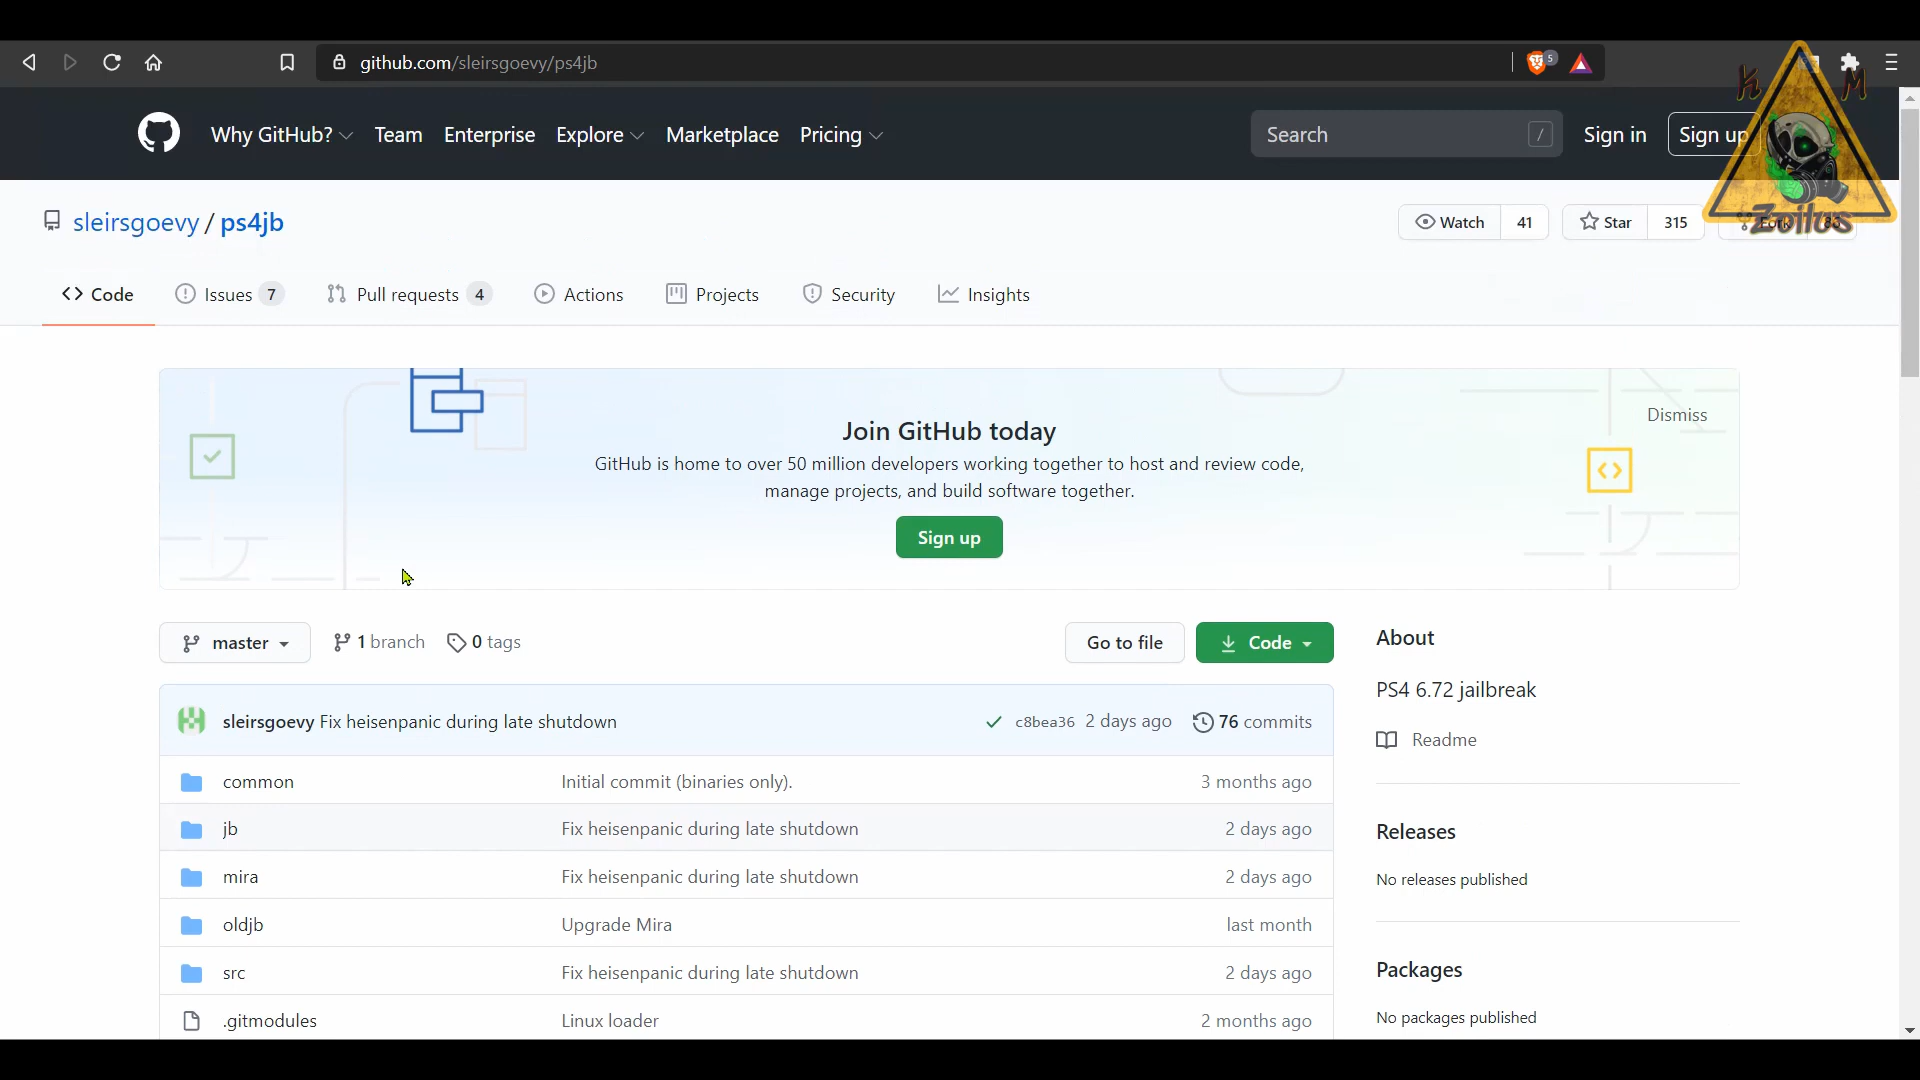 github.com/sleirsgoevy/ps4jb
5
K M
Why GitHub? Team Enterprise Explore Marketplace Pricing
Search / Sign in Sign up
Zoilus
sleirsgoevy / ps4jb
Watch 41 Star 315 Fork
Code Issues 7 Pull requests 4 Actions Projects Security Insights
Join GitHub today
Dismiss
GitHub is home to over 50 million developers working together to host and review code,
manage projects, and build software together.
Sign up
master 1 branch 0 tags Go to file Code
sleirsgoevy Fix heisenpanic during late shutdown c8bea36 2 days ago 76 commits
common Initial commit (binaries only). 3 months ago
jb Fix heisenpanic during late shutdown 2 days ago
mira Fix heisenpanic during late shutdown 2 days ago
oldjb Upgrade Mira last month
src Fix heisenpanic during late shutdown 2 days ago
.gitmodules Linux loader 2 months ago
About
PS4 6.72 jailbreak
Readme
Releases
No releases published
Packages
No packages published